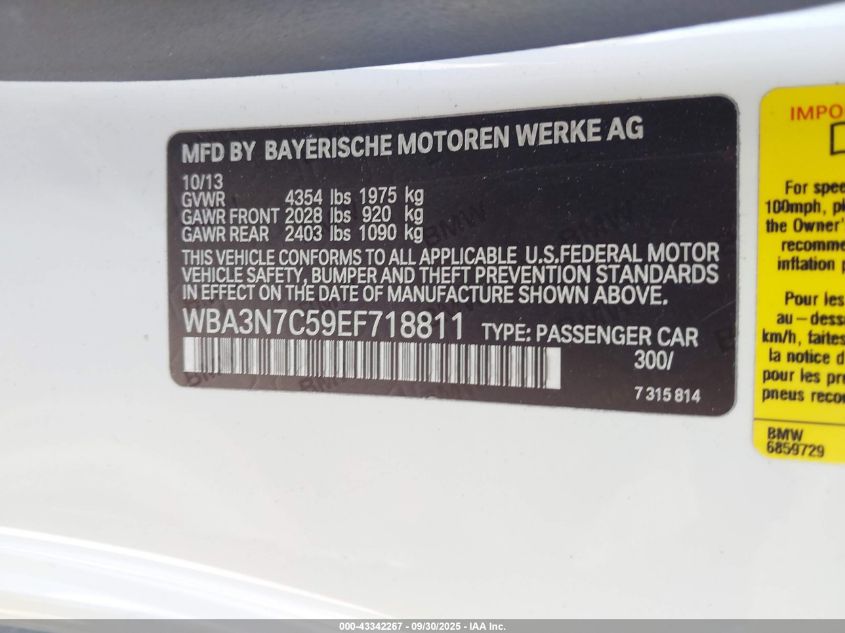 MFD BY BAYERISCHE MOTOREN WERKE AG
10/13
GVWR 4354 lbs 1975 kg
GAWR FRONT 2028 lbs 920 kg
GAWR REAR 2403 lbs 1090 kg
THIS VEHICLE CONFORMS TO ALL APPLICABLE U.S.FEDERAL MOTOR
VEHICLE SAFETY, BUMPER AND THEFT PREVENTION STANDARDS
IN EFFECT ON THE DATE OF MANUFACTURE SHOWN ABOVE.
WBA3N7C59EF718811 TYPE: PASSENGER CAR
300/
7 315 814
IMPO
For spee
100mph, pl
the Owner'
recomme
inflation p
Pour les
au-dess
km/h, faites
la notice d
pour les pre
pneus recor
BMW
6859729
000-43342267 - 09/30/2025 - IAA Inc.